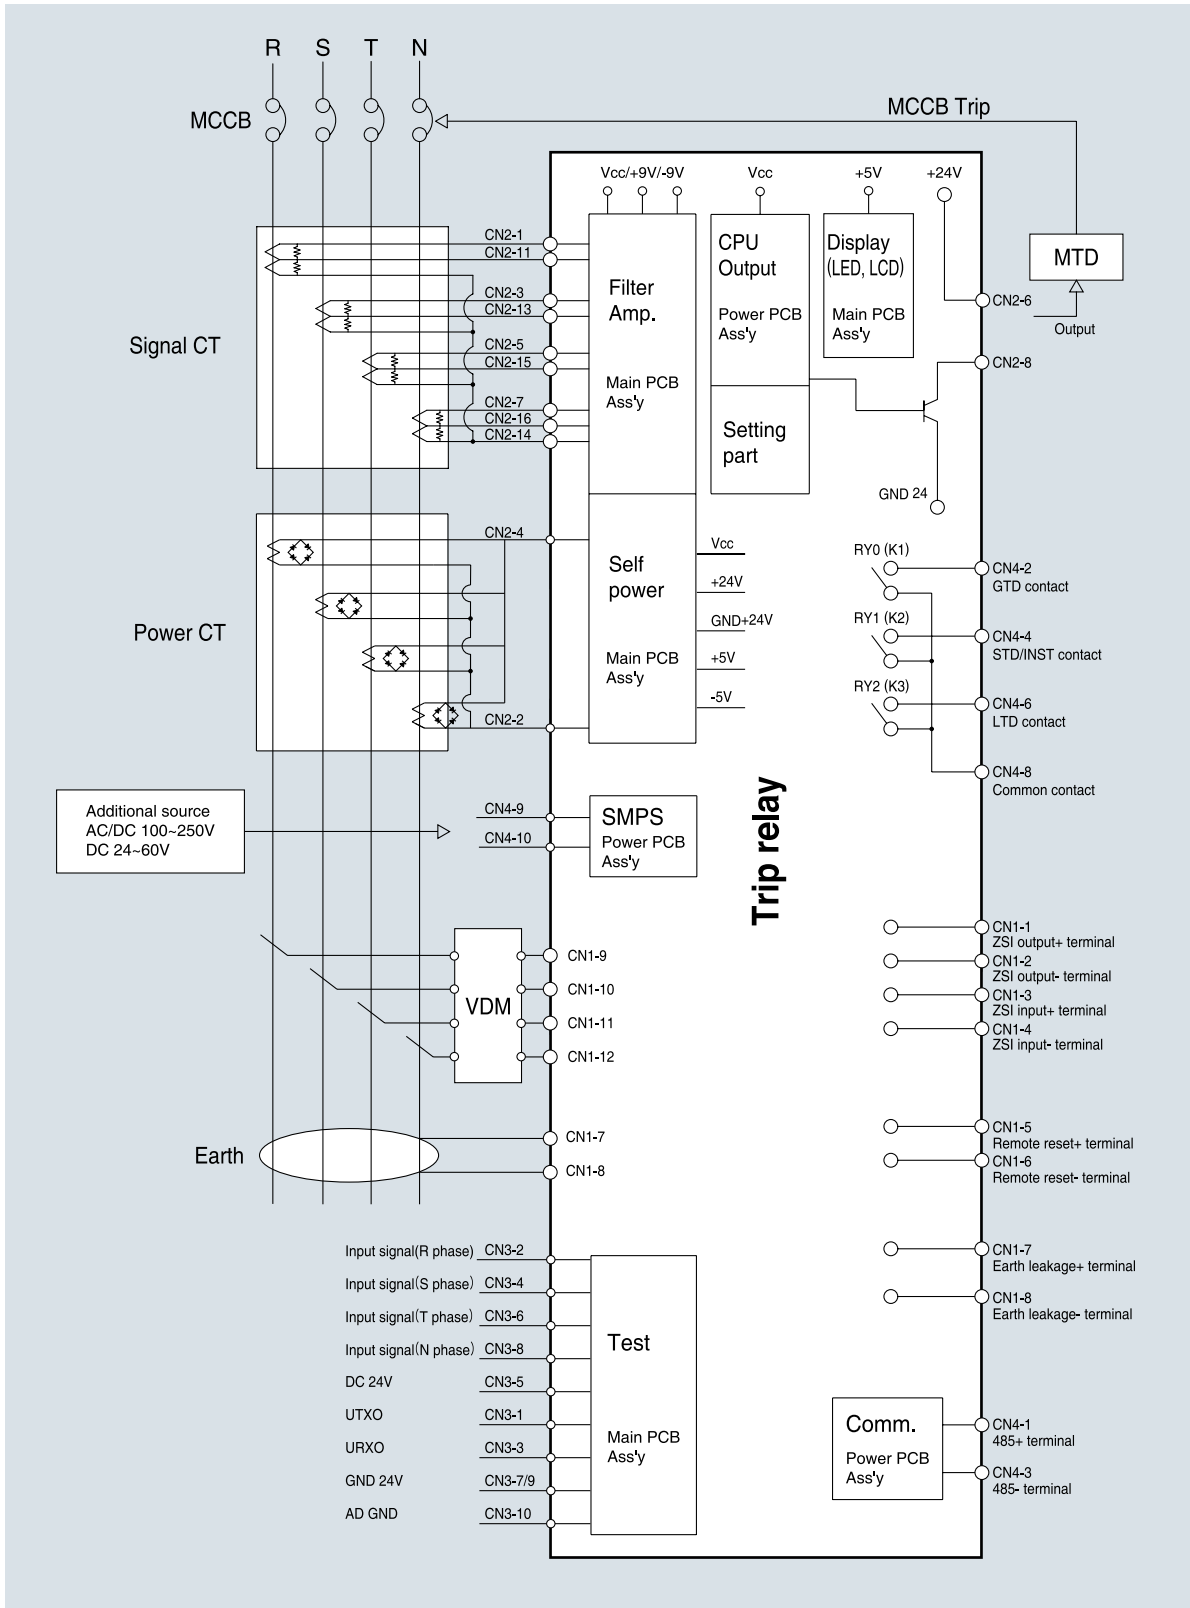 R S T N
MCCB
MCCB Trip
Vcc/+9V/-9V
Vcc
+5V
+24V
MTD
Output
CN2-6
CN2-8
Signal CT
CN2-1
CN2-11
CN2-3
CN2-13
CN2-5
CN2-15
CN2-7
CN2-16
CN2-14
Filter
Amp.
Main PCB
Ass'y
CPU
Output
Power PCB
Ass'y
Setting
part
Display
(LED, LCD)
Main PCB
Ass'y
GND 24
Power CT
CN2-4
CN2-2
Self
power
Main PCB
Ass'y
Vcc
+24V
GND+24V
+5V
-5V
RY0 (K1)
CN4-2
GTD contact
RY1 (K2)
CN4-4
STD/INST contact
RY2 (K3)
CN4-6
LTD contact
CN4-8
Common contact
Additional source
AC/DC 100~250V
DC 24~60V
CN4-9
CN4-10
SMPS
Power PCB
Ass'y
Trip relay
VDM
CN1-9
CN1-10
CN1-11
CN1-12
CN1-1
ZSI output+ terminal
CN1-2
ZSI output- terminal
CN1-3
ZSI input+ terminal
CN1-4
ZSI input- terminal
Earth
CN1-7
CN1-8
CN1-5
Remote reset+ terminal
CN1-6
Remote reset- terminal
CN1-7
Earth leakage+ terminal
CN1-8
Earth leakage- terminal
Input signal(R phase) CN3-2
Input signal(S phase) CN3-4
Input signal(T phase) CN3-6
Input signal(N phase) CN3-8
DC 24V CN3-5
UTXO CN3-1
URXO CN3-3
GND 24V CN3-7/9
AD GND CN3-10
Test
Main PCB
Ass'y
Comm.
Power PCB
Ass'y
CN4-1
485+ terminal
CN4-3
485- terminal